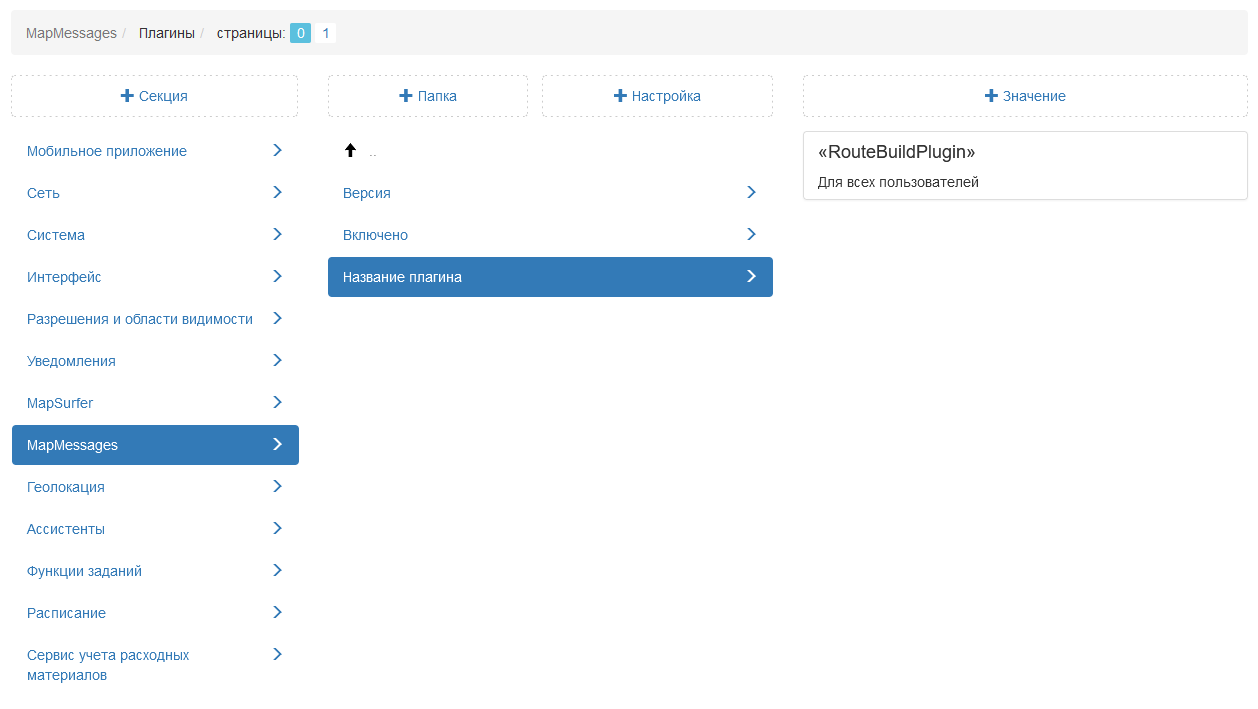 MapMessages / Плагины / страницы: 0 1
Секция
Папка
Настройка
Значение
Мобильное приложение
Сеть
Система
Интерфейс
Разрешения и области видимости
Уведомления
MapSurfer
MapMessages
Геолокация
Ассистенты
Функции заданий
Расписание
Сервис учета расходных
материалов
..
Версия
Включено
Название плагина
«RouteBuildPlugin»
Для всех пользователей